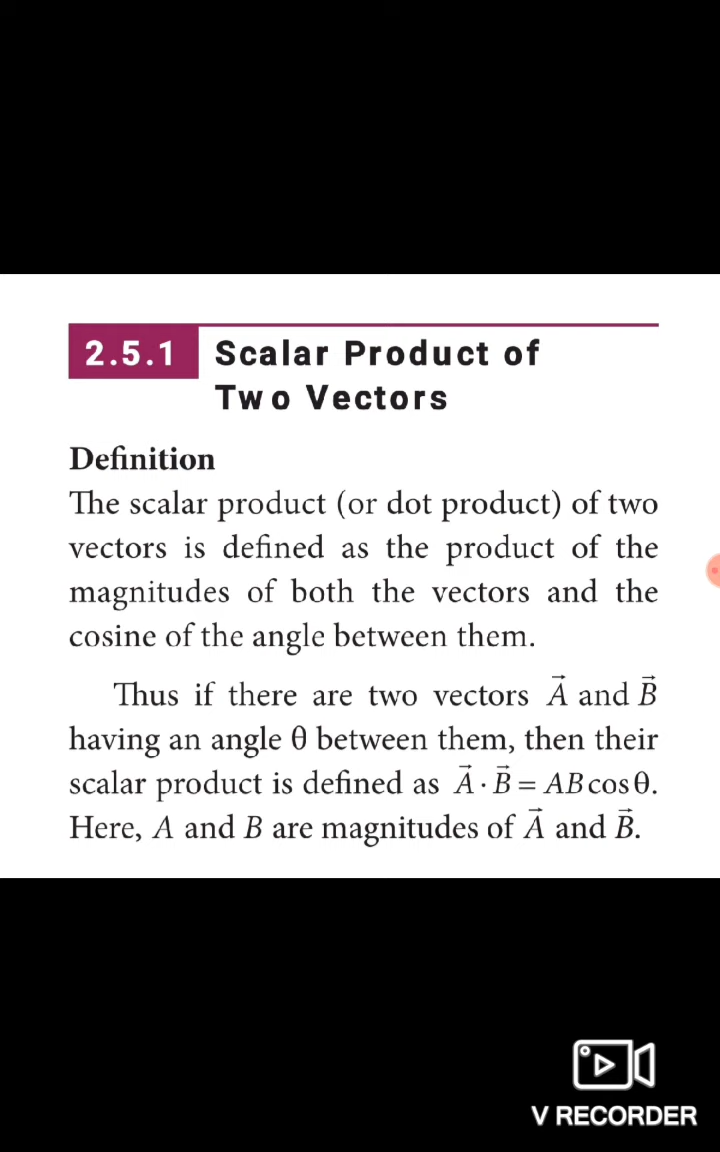 2.5.1 Scalar Product of
Two Vectors
Definition
The scalar product (or dot product) of two
vectors is defined as the product of the
magnitudes of both the vectors and the
cosine of the angle between them.
Thus if there are two vectors A⃗ and B⃗
having an angle θ between them, then their
scalar product is defined as A⃗ · B⃗ = AB cosθ.
Here, A and B are magnitudes of A⃗ and B⃗.
V RECORDER